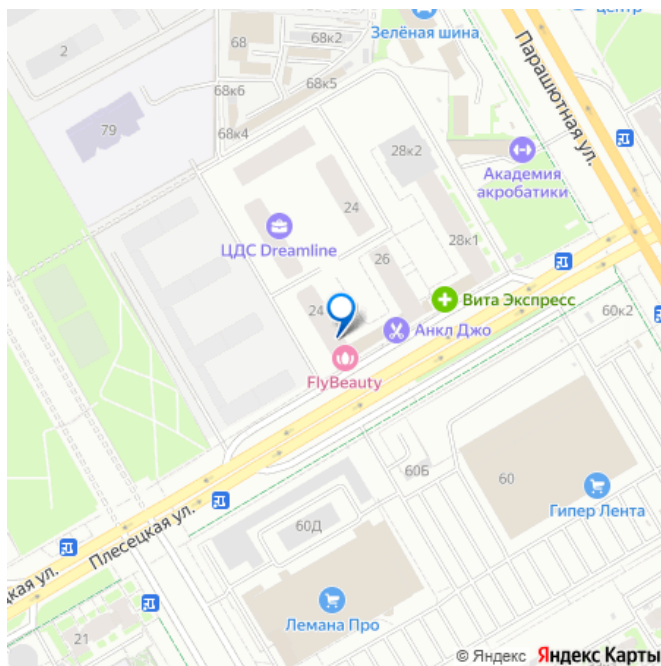 центр
68к2
Зелёная шина
2
68
Парашютная ул.
68к6
68к5
79
68к4
28к2
Академия
акробатики
24
ЦДС Dreamline
28к1
26
Вита Экспресс
60к2
24
Анкл Джо
FlyBeauty
60Б
60
Гипер Лента
Плесецкая ул.
60Д
цкая ул.
Лемана Про
21
© Яндекс Яндекс Карты